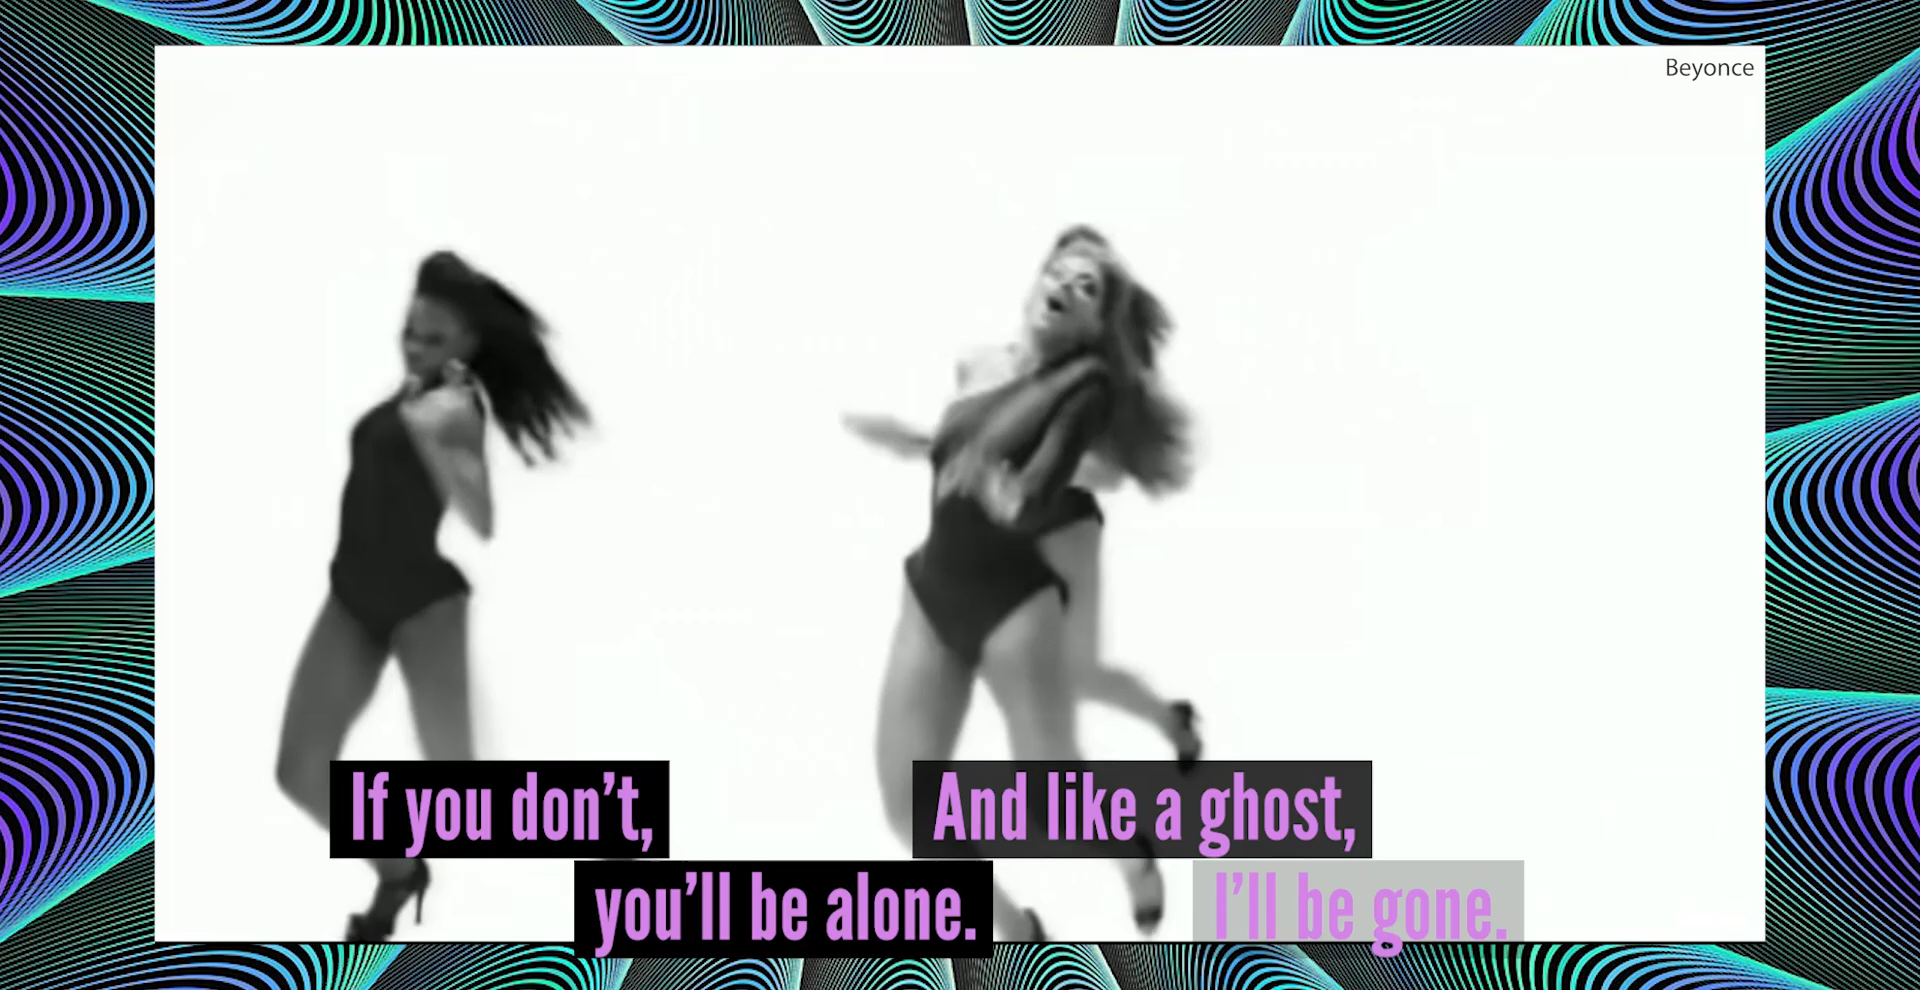 Beyonce
If you don't,
you'll be alone.
And like a ghost,
I'll be gone.